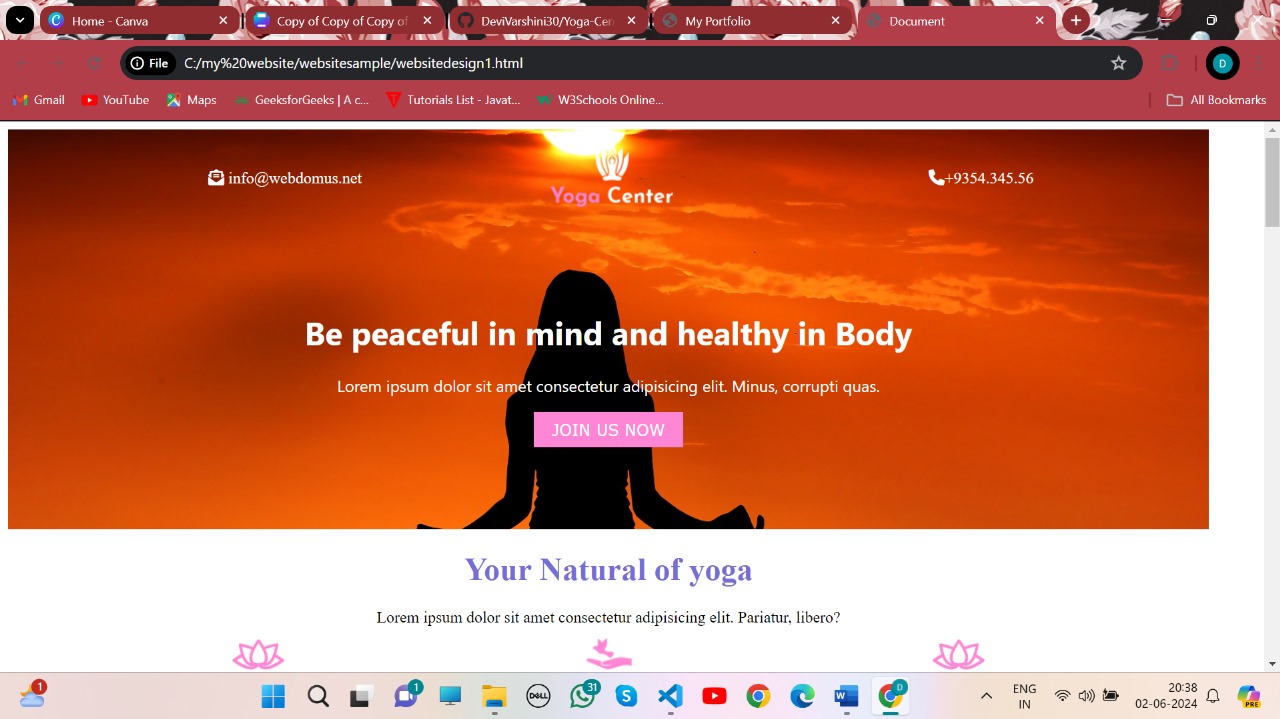 Home - Canva
Copy of Copy of Copy of
DeviVarshini30/Yoga-Cen
My Portfolio
Document
File
C:/my%20website/websitesample/websitedesign1.html
D
Gmail
YouTube
Maps
GeeksforGeeks | A c...
Tutorials List - Javat...
W3Schools Online...
All Bookmarks
info@webdomus.net
Yoga Center
+9354.345.56
Be peaceful in mind and healthy in Body
Lorem ipsum dolor sit amet consectetur adipisicing elit. Minus, corrupti quas.
JOIN US NOW
Your Natural of yoga
Lorem ipsum dolor sit amet consectetur adipisicing elit. Pariatur, libero?
1
1
DELL
31
D
ENG
IN
20:38
02-06-2024
PRE